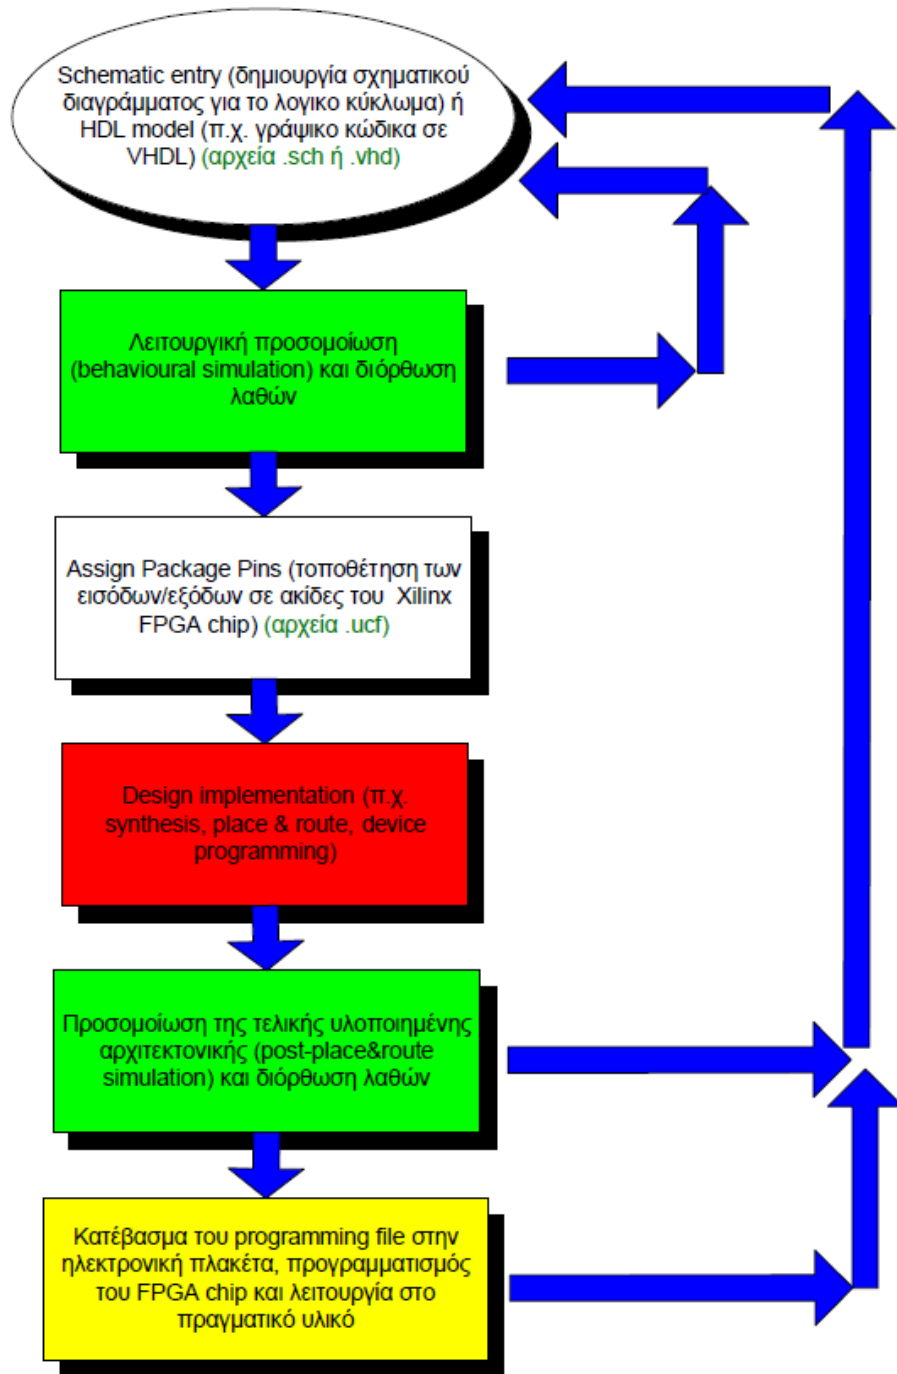 Schematic entry (δημιουργία σχηματικού
διαγράμματος για το λογικο κύκλωμα) ή
HDL model (π.χ. γράψικο κώδικα σε
VHDL) (αρχεία .sch ή .vhd)
Λειτουργική προσομοίωση
(behavioural simulation) και διόρθωση
λαθών
Assign Package Pins (τοποθέτηση των
εισόδων/εξόδων σε ακίδες του Xilinx
FPGA chip) (αρχεία .ucf)
Design implementation (π.χ.
synthesis, place & route, device
programming)
Προσομοίωση της τελικής υλοποιημένης
αρχιτεκτονικής (post-place&route
simulation) και διόρθωση λαθών
Κατέβασμα του programming file στην
ηλεκτρονική πλακέτα, προγραμματισμός
του FPGA chip και λειτουργία στο
πραγματικό υλικό